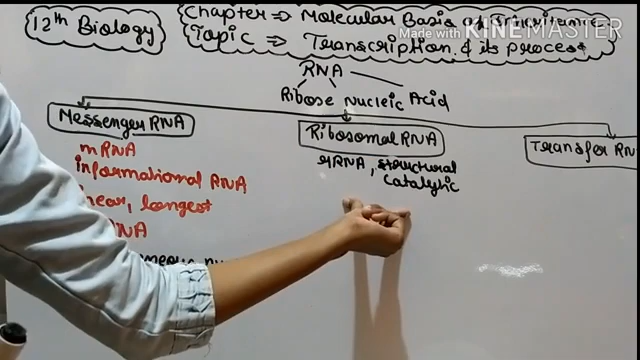 12th Biology
Chapter ⇒ Molecular Basis of Inheritance
Topic ⇒ Transcription & its process
Made with KINEMASTER
RNA
Ribose Nucleic Acid
Messenger RNA
Ribosomal RNA
Transfer RN
mRNA
informational RNA
near, longest
RNA
rRNA, structural
catalytic